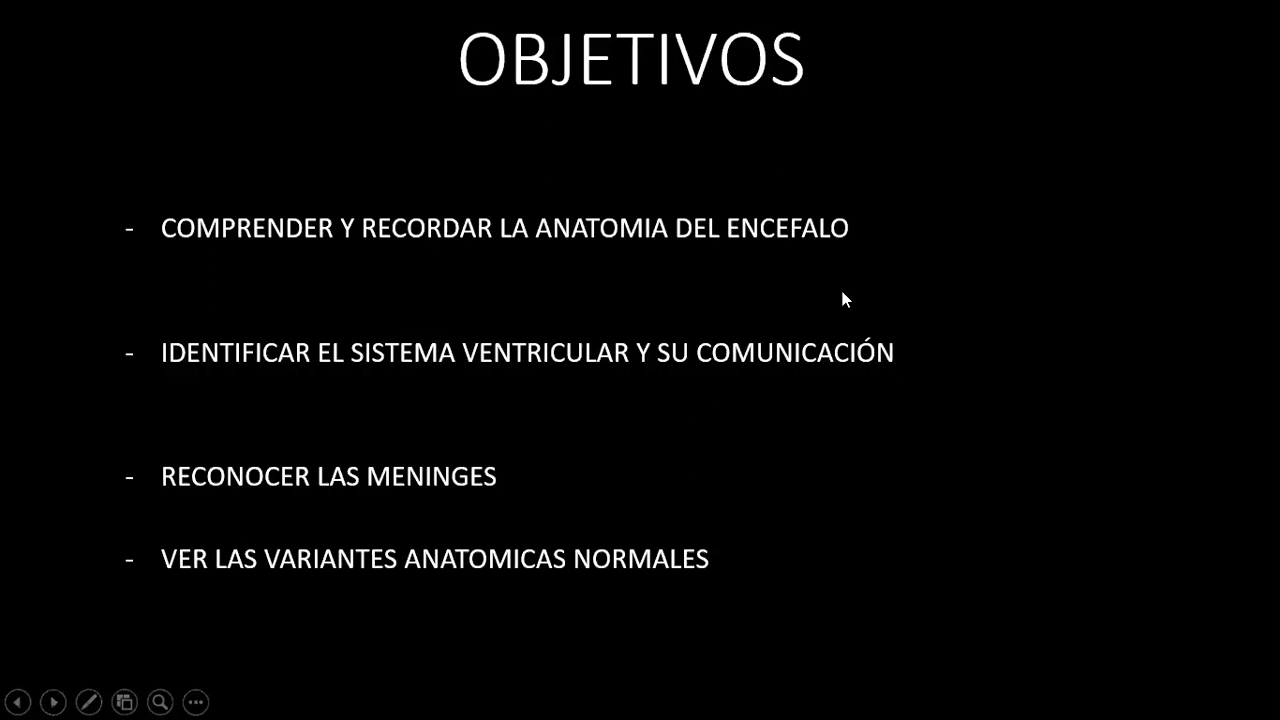 OBJETIVOS
- COMPRENDER Y RECORDAR LA ANATOMIA DEL ENCEFALO
- IDENTIFICAR EL SISTEMA VENTRICULAR Y SU COMUNICACIÓN
- RECONOCER LAS MENINGES
- VER LAS VARIANTES ANATOMICAS NORMALES